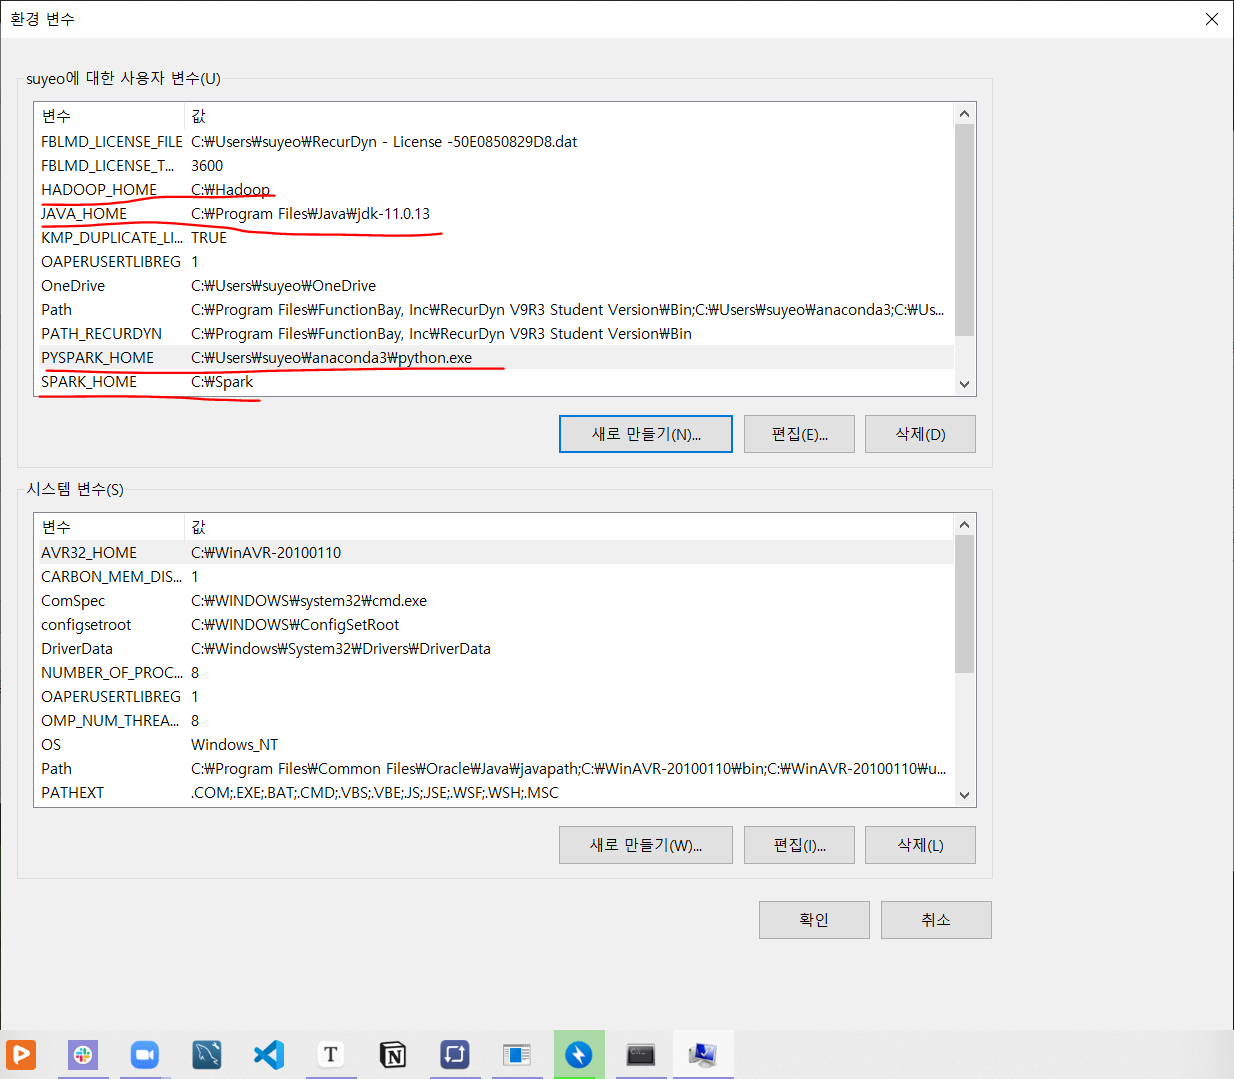 환경 변수
suyeo에 대한 사용자 변수(U)
변수 값
FBLMD_LICENSE_FILE C:₩Users₩suyeo₩RecurDyn - License -50E0850829D8.dat
FBLMD_LICENSE_T... 3600
HADOOP_HOME C:₩Hadoop
JAVA_HOME C:₩Program Files₩Java₩jdk-11.0.13
KMP_DUPLICATE_LI... TRUE
OAPERUSERTLIBREG 1
OneDrive C:₩Users₩suyeo₩OneDrive
Path C:₩Program Files₩FunctionBay, Inc₩RecurDyn V9R3 Student Version₩Bin;C:₩Users₩suyeo₩anaconda3;C:₩Us...
PATH_RECURDYN C:₩Program Files₩FunctionBay, Inc₩RecurDyn V9R3 Student Version₩Bin
PYSPARK_HOME C:₩Users₩suyeo₩anaconda3₩python.exe
SPARK_HOME C:₩Spark
새로 만들기(N)... 편집(E)... 삭제(D)
시스템 변수(S)
변수 값
AVR32_HOME C:₩WinAVR-20100110
CARBON_MEM_DIS... 1
ComSpec C:₩WINDOWS₩system32₩cmd.exe
configsetroot C:₩WINDOWS₩ConfigSetRoot
DriverData C:₩Windows₩System32₩Drivers₩DriverData
NUMBER_OF_PROC... 8
OAPERUSERTLIBREG 1
OMP_NUM_THREA... 8
OS Windows_NT
Path C:₩Program Files₩Common Files₩Oracle₩Java₩javapath;C:₩WinAVR-20100110₩bin;C:₩WinAVR-20100110₩u...
PATHEXT .COM;.EXE;.BAT;.CMD;.VBS;.VBE;.JS;.JSE;.WSF;.WSH;.MSC
새로 만들기(W)... 편집(I)... 삭제(L)
확인 취소